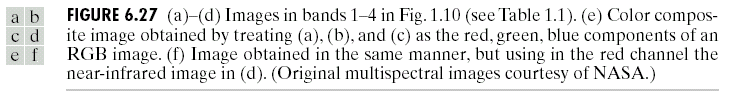 a b
c d
e f
FIGURE 6.27 (a)–(d) Images in bands 1–4 in Fig. 1.10 (see Table 1.1). (e) Color compos-
ite image obtained by treating (a), (b), and (c) as the red, green, blue components of an
RGB image. (f) Image obtained in the same manner, but using in the red channel the
near-infrared image in (d). (Original multispectral images courtesy of NASA.)